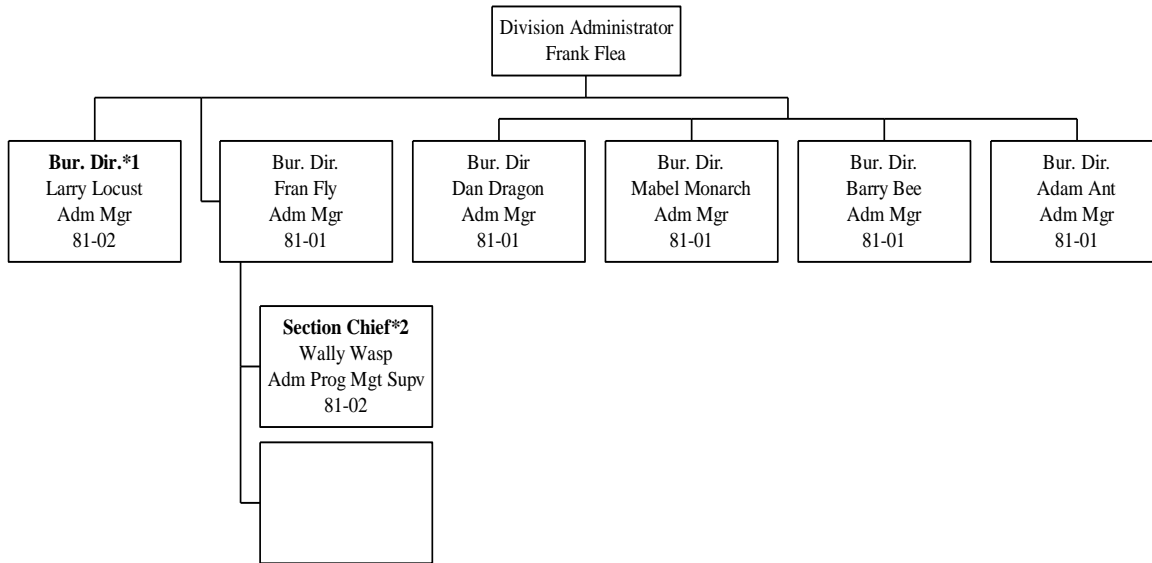 Division Administrator
Frank Flea
Bur. Dir.*1
Larry Locust
Adm Mgr
81-02
Bur. Dir.
Fran Fly
Adm Mgr
81-01
Bur. Dir
Dan Dragon
Adm Mgr
81-01
Bur. Dir.
Mabel Monarch
Adm Mgr
81-01
Bur. Dir.
Barry Bee
Adm Mgr
81-01
Bur. Dir.
Adam Ant
Adm Mgr
81-01
Section Chief*2
Wally Wasp
Adm Prog Mgt Supv
81-02